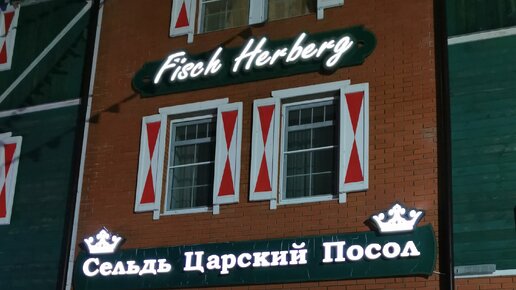 Fisch Herberg
Сельдь Царский Посол